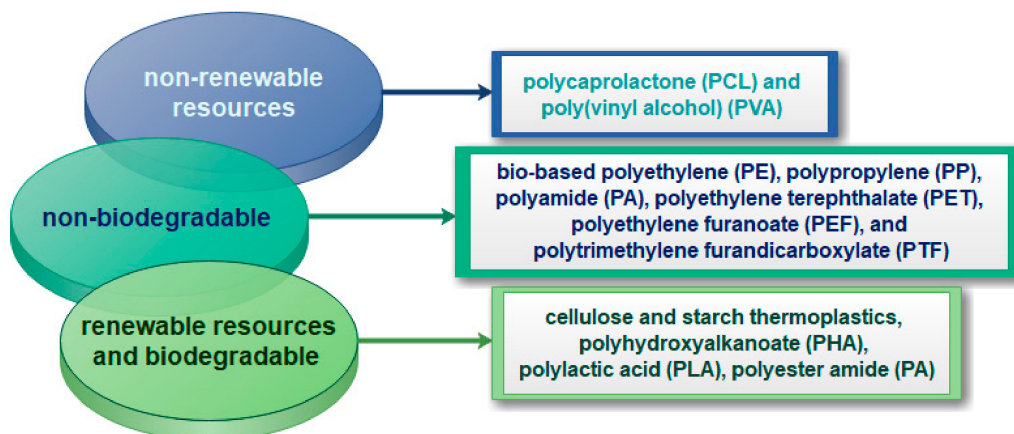 non-renewable
resources
polycaprolactone (PCL) and
poly(vinyl alcohol) (PVA)
non-biodegradable
bio-based polyethylene (PE), polypropylene (PP),
polyamide (PA), polyethylene terephthalate (PET),
polyethylene furanoate (PEF), and
polytrimethylene furandicarboxylate (PTF)
renewable resources
and biodegradable
cellulose and starch thermoplastics,
polyhydroxyalkanoate (PHA),
polylactic acid (PLA), polyester amide (PA)